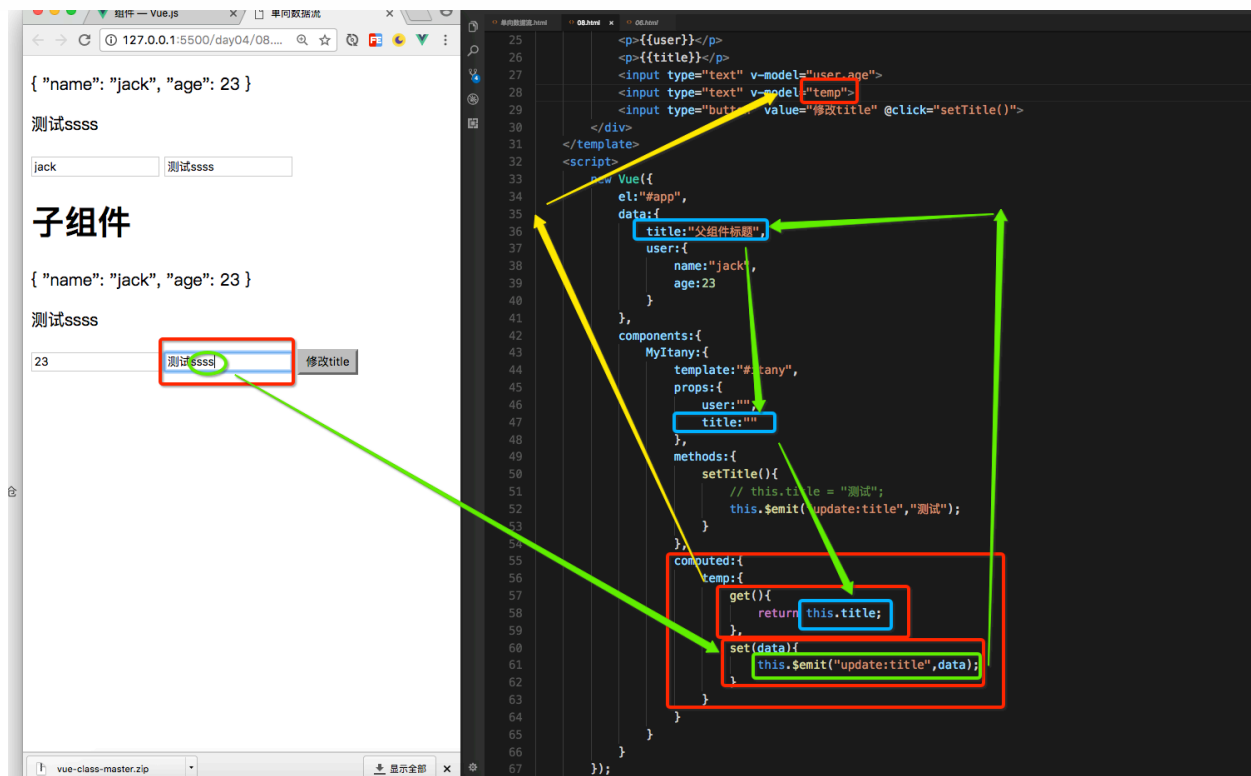 组件 — Vue.js
单向数据流
127.0.0.1:5500/day04/08....
{ "name": "jack", "age": 23 }
测试ssss
jack
测试ssss
子组件
{ "name": "jack", "age": 23 }
测试ssss
23
测试ssss
修改title
vue-class-master.zip
显示全部
单向数据流.html
08.html
06.html
25 <p>{{user}}</p>
26 <p>{{title}}</p>
27 <input type="text" v-model="user.age">
28 <input type="text" v-model="temp">
29 <input type="button" value="修改title" @click="setTitle()">
30 </div>
31 </template>
32 <script>
33 new Vue({
34 el:"#app",
35 data:{
36 title:"父组件标题",
37 user:{
38 name:"jack",
39 age:23
40 }
41 },
42 components:{
43 MyItany:{
44 template:"#itany",
45 props:{
46 user:"",
47 title:""
48 },
49 methods:{
50 setTitle(){
51 // this.title = "测试";
52 this.$emit("update:title","测试");
53 }
54 },
55 computed:{
56 temp:{
57 get(){
58 return this.title;
59 },
60 set(data){
61 this.$emit("update:title",data);
62 }
63 }
64 }
65 }
66 }
67 });